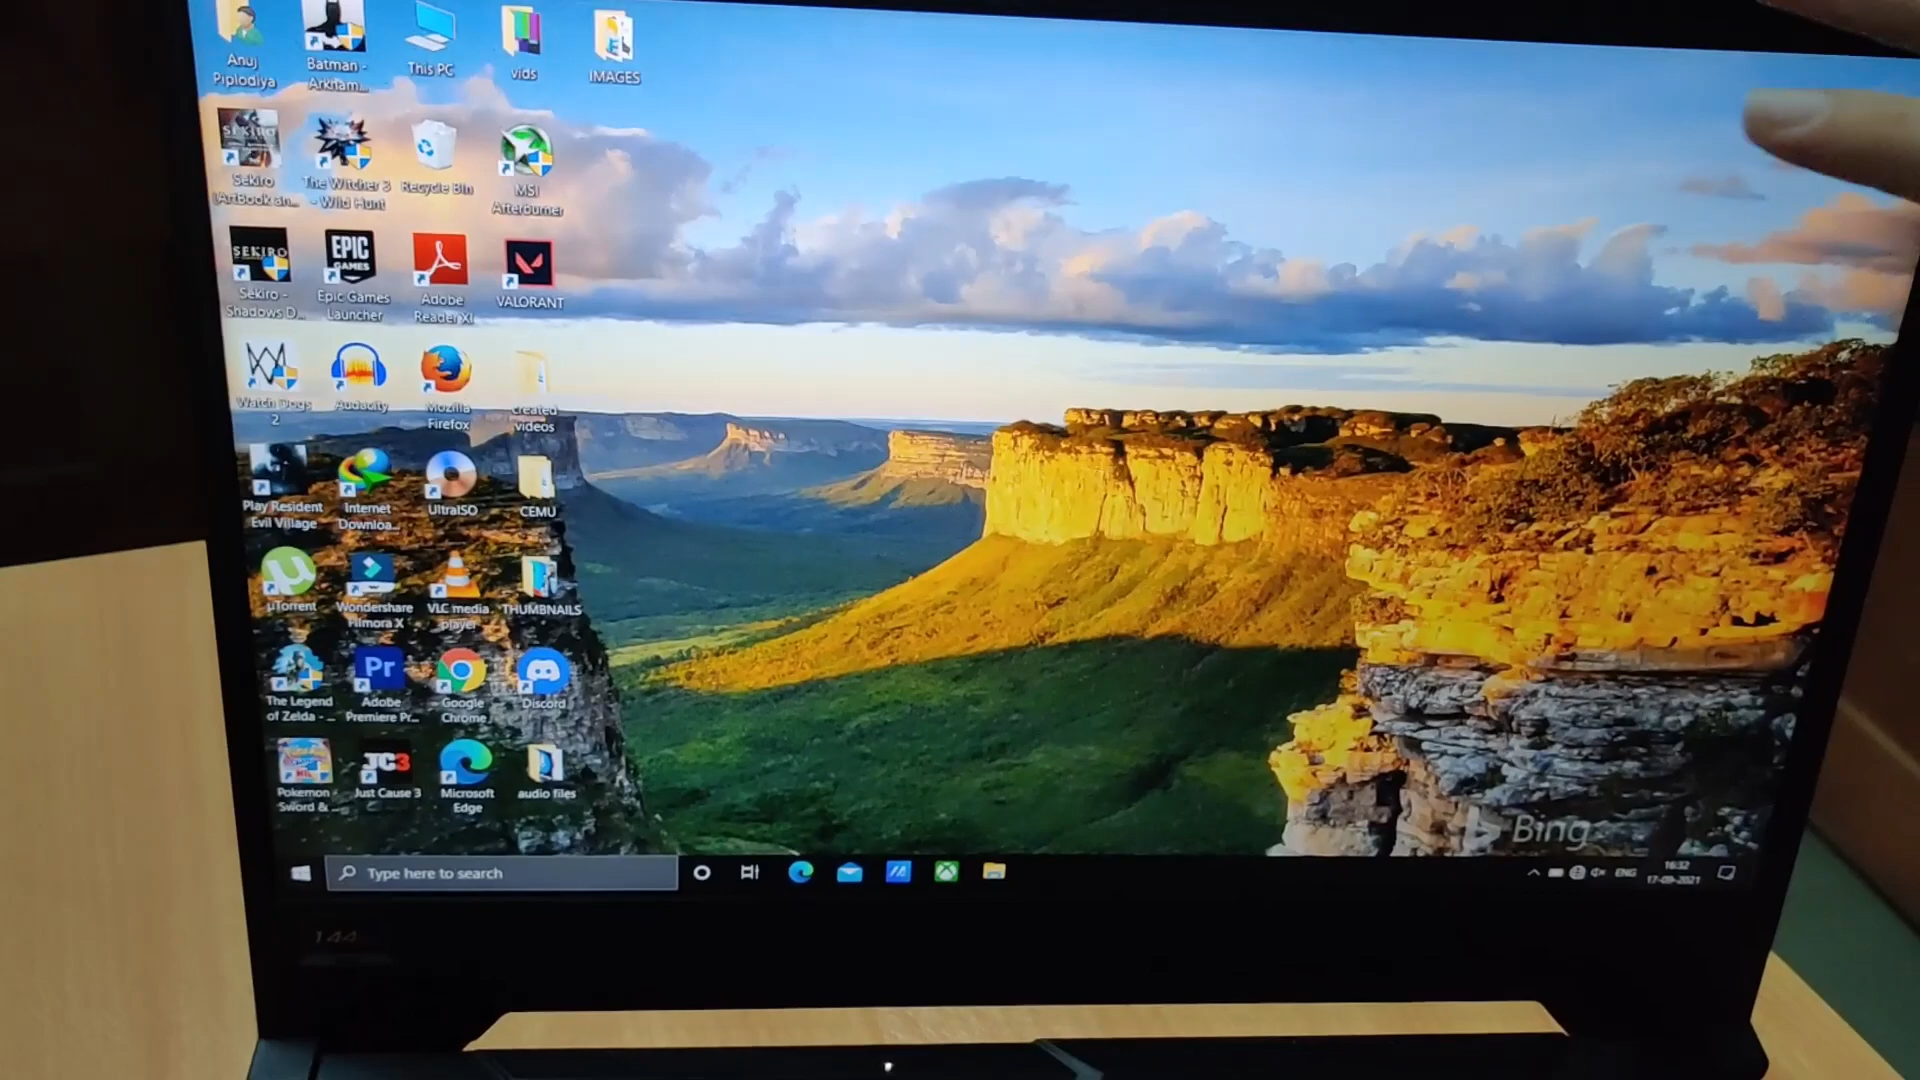 Anuj
Piplodiya
Batman -
Arkham...
This PC
vids
IMAGES
SEKIRO
Sekiro
(ArtBook an...
The Witcher 3
- Wild Hunt
Recycle Bin
MSI
Afterburner
SEKIRO
Sekiro -
Shadows D...
EPIC
GAMES
Epic Games
Launcher
Adobe
Reader XI
VALORANT
Watch Dogs
2
Audacity
Mozilla
Firefox
created
videos
Play Resident
Evil Village
Internet
Downloa...
UltraISO
CEMU
µTorrent
Wondershare
Filmora X
VLC media
player
THUMBNAILS
The Legend
of Zelda - ...
Pr
Adobe
Premiere Pr...
Google
Chrome
Discord
Pokemon
Sword & ...
JC3
Just Cause 3
Microsoft
Edge
audio files
Bing
Type here to search
ENG
16:32
17-09-2021
144